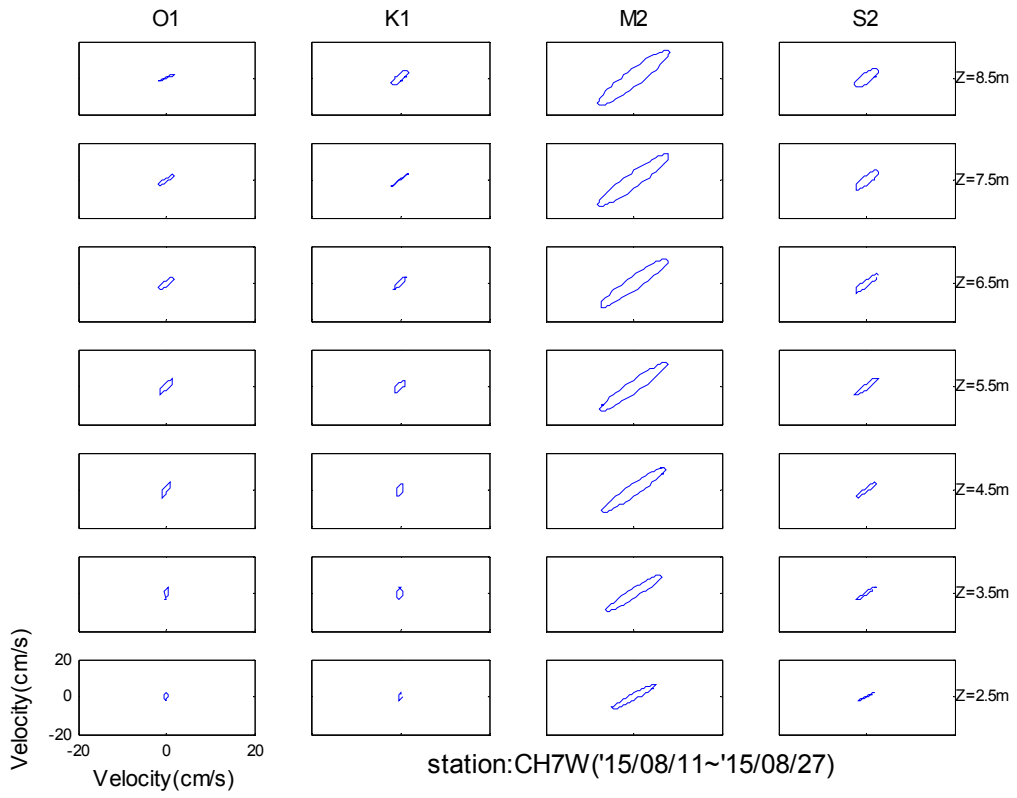 O1 K1 M2 S2
Z=8.5m
Z=7.5m
Z=6.5m
Z=5.5m
Z=4.5m
Z=3.5m
Z=2.5m
Velocity(cm/s)
20
0
-20
-20 0 20
Velocity(cm/s)
station:CH7W('15/08/11~'15/08/27)